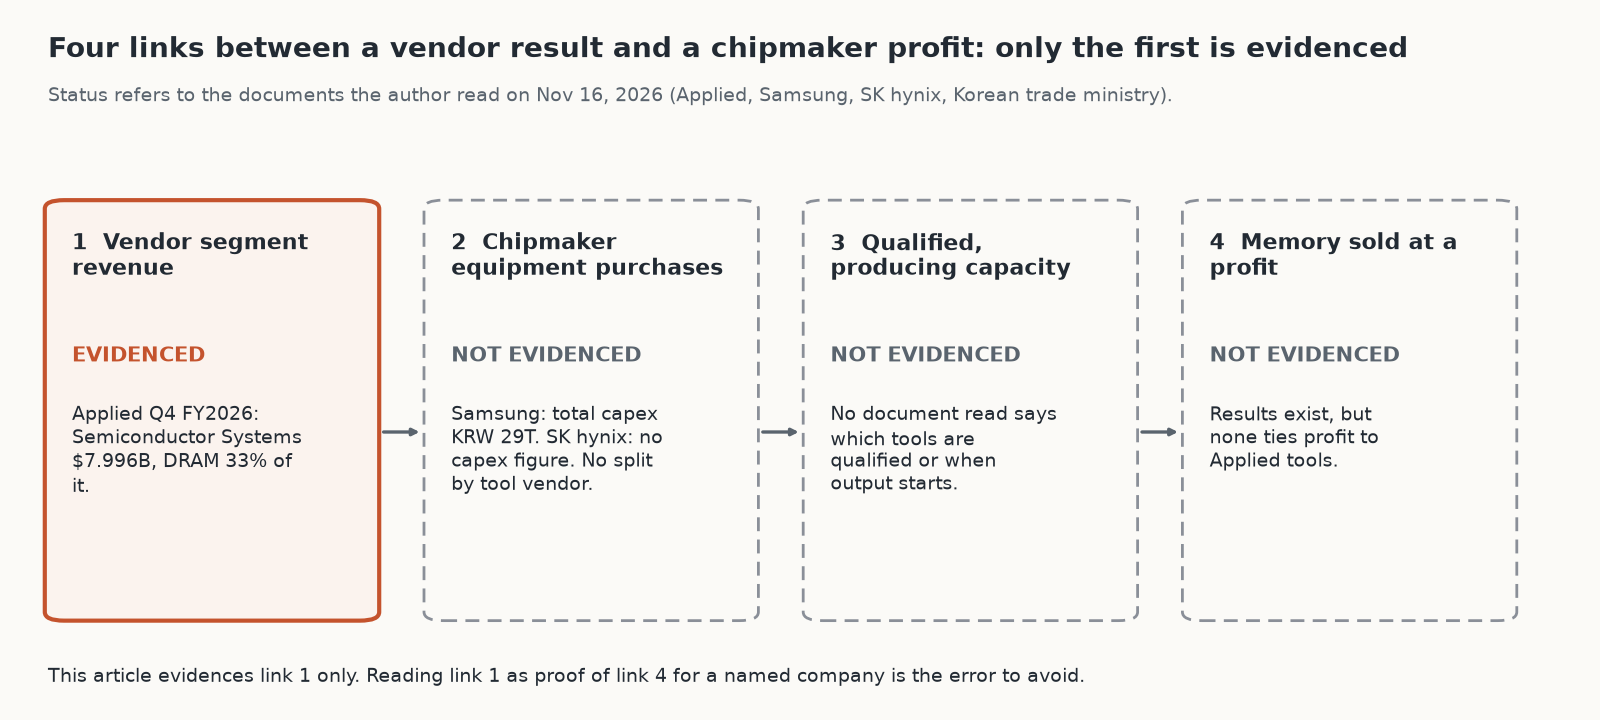 Four links between a vendor result and a chipmaker profit: only the first is evidenced
Status refers to the documents the author read on Nov 16, 2026 (Applied, Samsung, SK hynix, Korean trade ministry).
1  Vendor segment
revenue
EVIDENCED
Applied Q4 FY2026:
Semiconductor Systems
$7.996B, DRAM 33% of
it.
2  Chipmaker
equipment purchases
NOT EVIDENCED
Samsung: total capex
KRW 29T. SK hynix: no
capex figure. No split
by tool vendor.
3  Qualified,
producing capacity
NOT EVIDENCED
No document read says
which tools are
qualified or when
output starts.
4  Memory sold at a
profit
NOT EVIDENCED
Results exist, but
none ties profit to
Applied tools.
This article evidences link 1 only. Reading link 1 as proof of link 4 for a named company is the error to avoid.